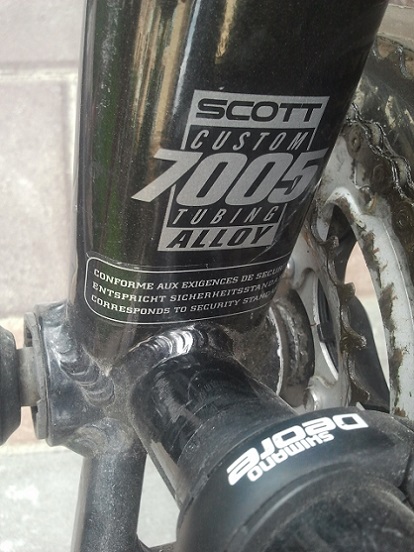 SCOTT
CUSTOM
7005
TUBING
ALLOY
CONFORME AUX EXIGENCES DE
ENTSPRICHT
CORRESPONDS TO SECURITY
SHIMANO
Deore